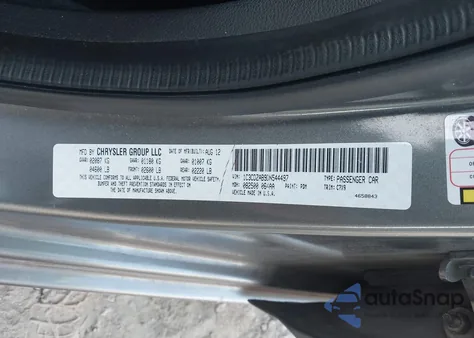 MFD BY CHRYSLER GROUP LLC
DATE OF MFR/BUILT: AUG 12
GVWR: 02087 KG
GAWR: 01180 KG
GAWR: 01007 KG
04600 LB
FRONT: 02600 LB
REAR: 02220 LB
THIS VEHICLE CONFORMS TO ALL APPLICABLE U.S.A. FEDERAL MOTOR VEHICLE SAFETY,
BUMPER AND THEFT PREVENTION STANDARDS IN EFFECT ON THE DATE OF
MANUFACTURE SHOWN ABOVE.
TYPE: PASSENGER CAR
PAINT: PDM
VEHICLE MADE IN U.S.A.
4650843
autoSnap